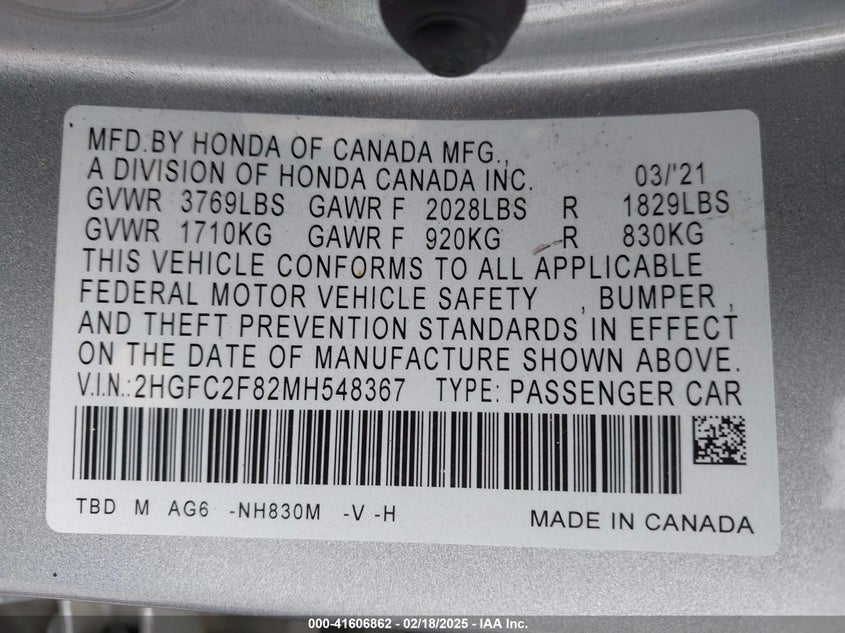 MFD.BY HONDA OF CANADA MFG.,
A DIVISION OF HONDA CANADA INC. 03/'21
GVWR 3769LBS GAWR F 2028LBS R 1829LBS
GVWR 1710KG GAWR F 920KG R 830KG
THIS VEHICLE CONFORMS TO ALL APPLICABLE
FEDERAL MOTOR VEHICLE SAFETY , BUMPER ,
AND THEFT PREVENTION STANDARDS IN EFFECT
ON THE DATE OF MANUFACTURE SHOWN ABOVE.
V.I.N.:2HGFC2F82MH548367 TYPE: PASSENGER CAR
TBD M AG6 -NH830M -V -H MADE IN CANADA
000-41606862 - 02/18/2025 - IAA Inc.